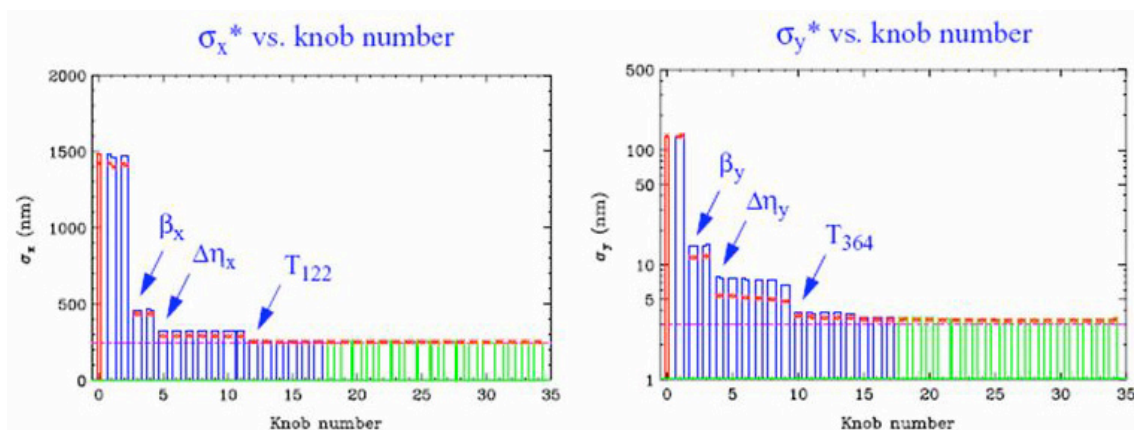 σx* vs. knob number
2000
1500
1000
500
0
σx (nm)
βx
Δηx
T122
0 5 10 15 20 25 30 35
Knob number
σy* vs. knob number
500
100
50
10
5
1
σy (nm)
βy
Δηy
T364
0 5 10 15 20 25 30 35
Knob number